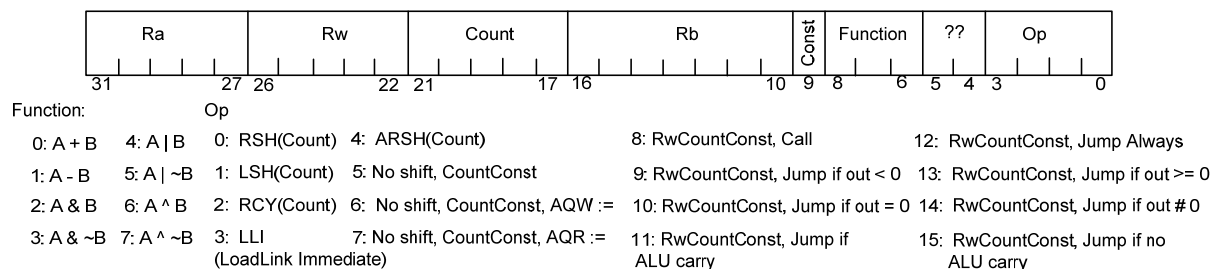 Ra Rw Count Rb Const Function ?? Op
31 27 26 22 21 17 16 10 9 8 6 5 4 3 0
Function: Op
0: A + B 4: A | B 0: RSH(Count) 4: ARSH(Count) 8: RwCountConst, Call 12: RwCountConst, Jump Always
1: A - B 5: A | ~B 1: LSH(Count) 5: No shift, CountConst 9: RwCountConst, Jump if out < 0 13: RwCountConst, Jump if out >= 0
2: A & B 6: A ^ B 2: RCY(Count) 6: No shift, CountConst, AQW := 10: RwCountConst, Jump if out = 0 14: RwCountConst, Jump if out # 0
3: A & ~B 7: A ^ ~B 3: LLI 7: No shift, CountConst, AQR := 11: RwCountConst, Jump if 15: RwCountConst, Jump if no
(LoadLink Immediate) ALU carry ALU carry